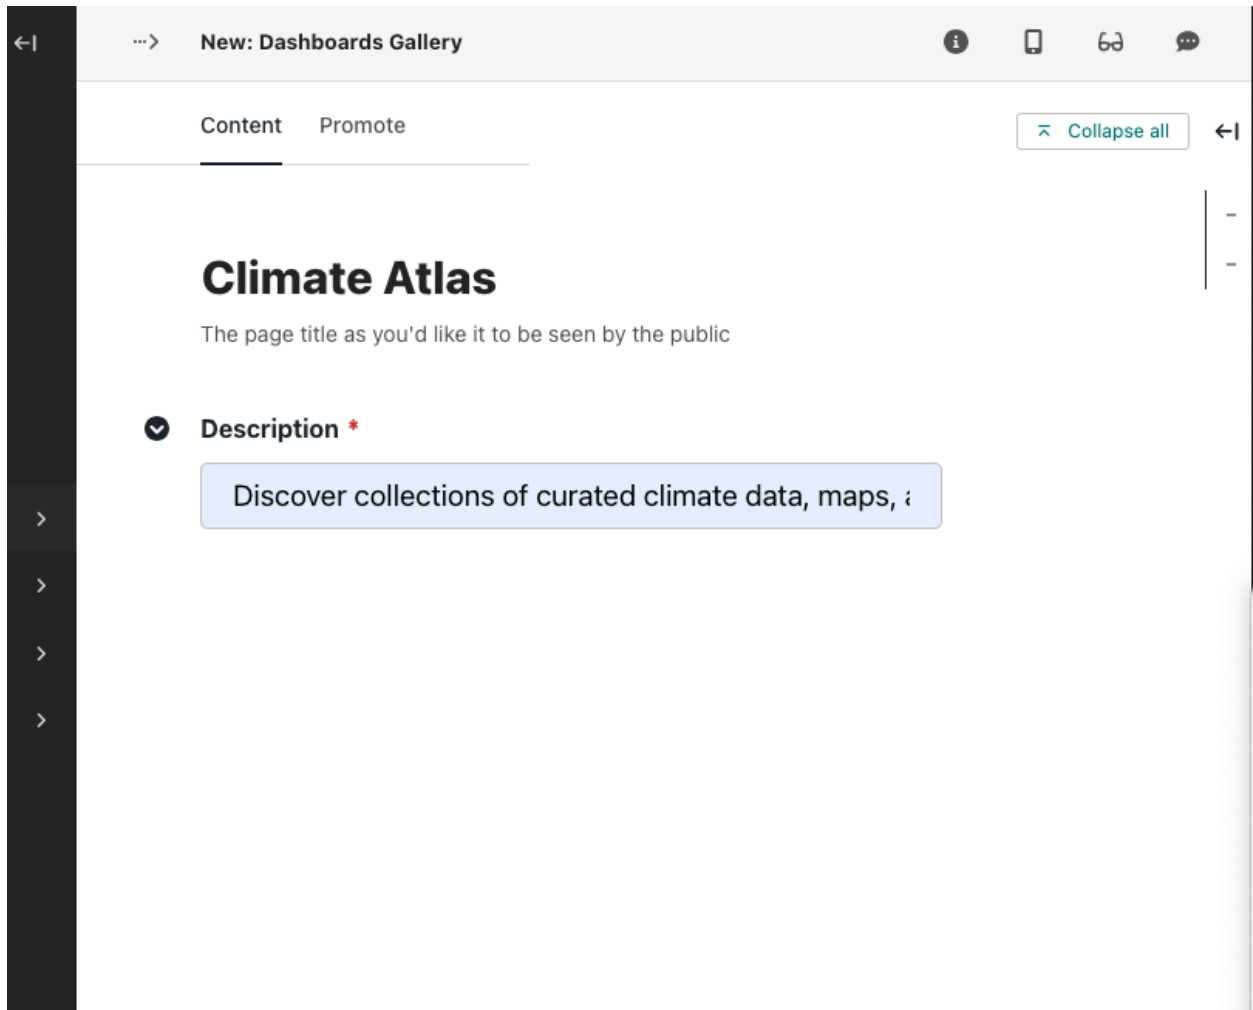 New: Dashboards Gallery
Content Promote
Collapse all
Climate Atlas
The page title as you'd like it to be seen by the public
Description *
Discover collections of curated climate data, maps,